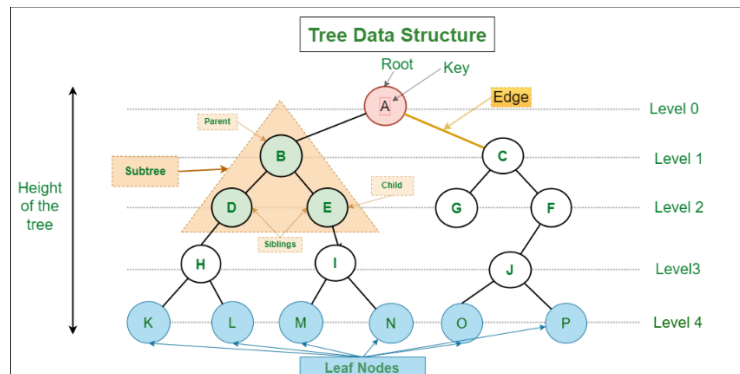 Tree Data Structure
Root
Key
A
Edge
Level 0
Parent
B
C
Level 1
Subtree
Child
Height
of the
tree
D
E
G
F
Level 2
Siblings
H
I
J
Level3
K
L
M
N
O
P
Level 4
Leaf Nodes